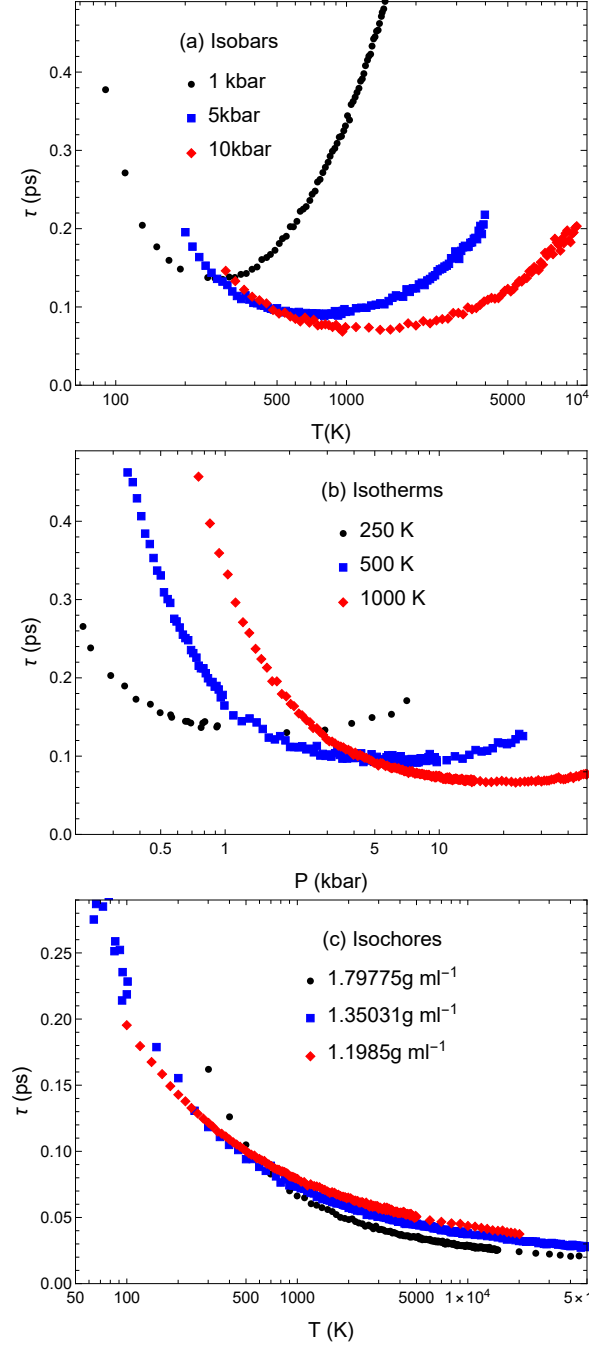 (a) Isobars
1 kbar
5kbar
10kbar
0.4
0.3
0.2
0.1
0.0
τ (ps)
100 500 1000 5000 10⁴
T(K)
(b) Isotherms
250 K
500 K
1000 K
0.4
0.3
0.2
0.1
0.0
τ (ps)
0.5 1 5 10
P (kbar)
(c) Isochores
1.79775g ml⁻¹
1.35031g ml⁻¹
1.1985g ml⁻¹
0.25
0.20
0.15
0.10
0.05
0.00
τ (ps)
50 100 500 1000 5000 1×10⁴ 5×
T (K)